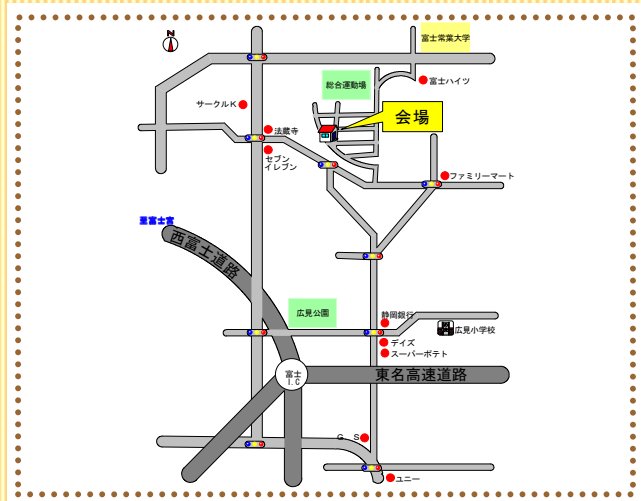 N
富士常葉大学
富士ハイツ
総合運動場
サークルK
会場
法蔵寺
セブン
イレブン
ファミリーマート
至富士宮
西富士道路
広見公園
静岡銀行
広見小学校
デイズ
スーパーポテト
富士
I.C
東名高速道路
G S
ユニー